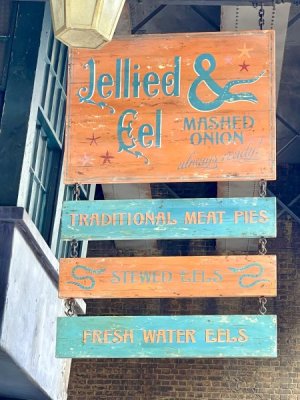 Jellied &
Eel
MASHED
ONION
always ready
TRADITIONAL MEAT PIES
STEWED EELS
FRESH WATER EELS